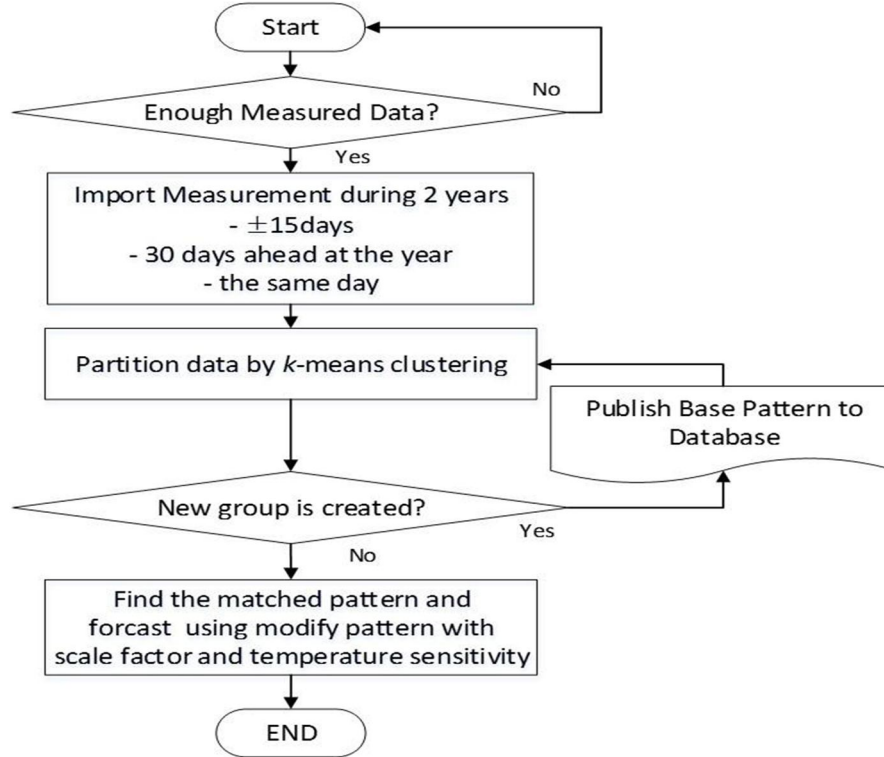 Start
Enough Measured Data?
No
Yes
Import Measurement during 2 years
- ±15days
- 30 days ahead at the year
- the same day
Partition data by k-means clustering
Publish Base Pattern to
Database
New group is created?
Yes
No
Find the matched pattern and
forcast using modify pattern with
scale factor and temperature sensitivity
END